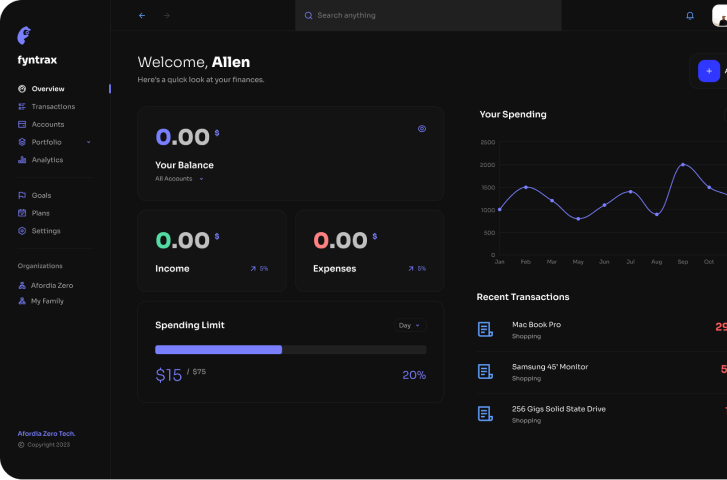 Search anything
fyntrax
Overview
Transactions
Accounts
Portfolio
Analytics
Goals
Plans
Settings
Organizations
Afordia Zero
My Family
Afordia Zero Tech.
© Copyright 2023
Welcome, Allen
Here's a quick look at your finances.
0.00 $
Your Balance
All Accounts
0.00 $
Income
5%
0.00 $
Expenses
5%
Spending Limit
Day
$15 / $75
20%
Your Spending
2500
2000
1500
1000
500
0
Jan Feb Mar May Jun Jul Aug Sep Oct
Recent Transactions
Mac Book Pro
Shopping
29
Samsung 45' Monitor
Shopping
5
256 Gigs Solid State Drive
Shopping